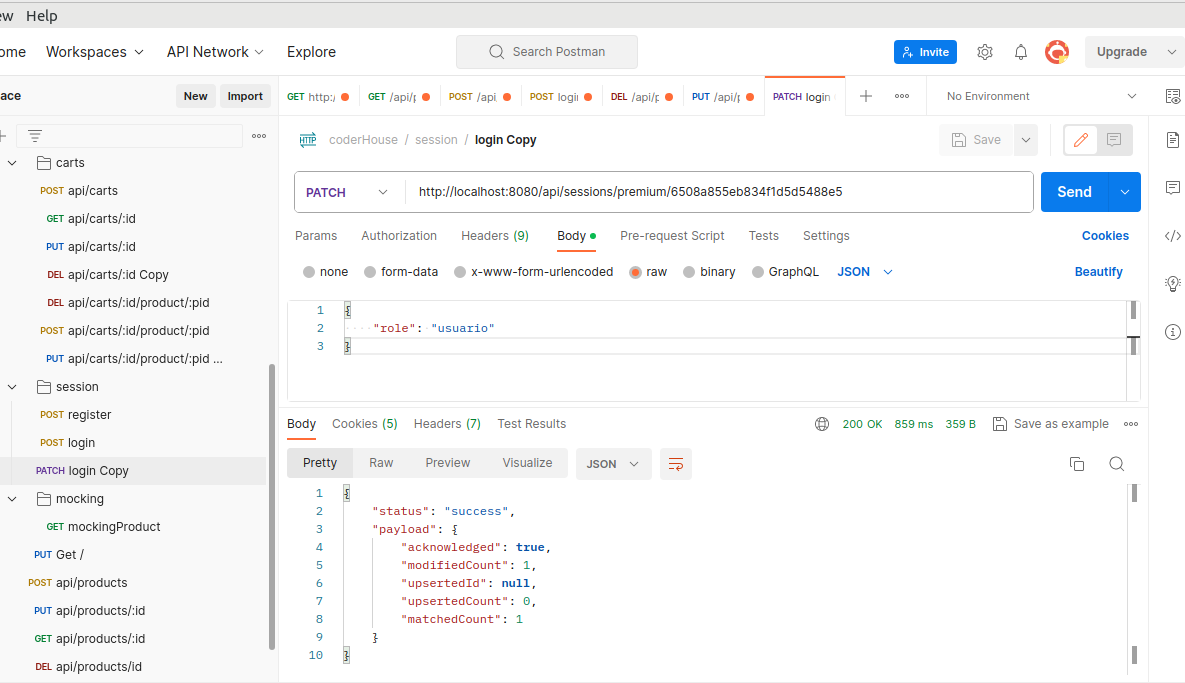 ew Help
ome Workspaces API Network Explore Search Postman Invite Upgrade
ace New Import GET http:/ GET /api/p POST /api, POST login DEL /api/p PUT /api/p PATCH login No Environment
HTTP coderHouse / session / login Copy Save
PATCH http://localhost:8080/api/sessions/premium/6508a855eb834f1d5d5488e5 Send
Params Authorization Headers (9) Body Pre-request Script Tests Settings Cookies
none form-data x-www-form-urlencoded raw binary GraphQL JSON Beautify
1 {
2 "role": "usuario"
3 }
carts
POST api/carts
GET api/carts/:id
PUT api/carts/:id
DEL api/carts/:id Copy
DEL api/carts/:id/product/:pid
POST api/carts/:id/product/:pid
PUT api/carts/:id/product/:pid ...
session
POST register
POST login
PATCH login Copy
mocking
GET mockingProduct
PUT Get /
POST api/products
PUT api/products/:id
GET api/products/:id
DEL api/products/id
Body Cookies (5) Headers (7) Test Results 200 OK 859 ms 359 B Save as example
Pretty Raw Preview Visualize JSON
1 {
2 "status": "success",
3 "payload": {
4 "acknowledged": true,
5 "modifiedCount": 1,
6 "upsertedId": null,
7 "upsertedCount": 0,
8 "matchedCount": 1
9 }
10 }